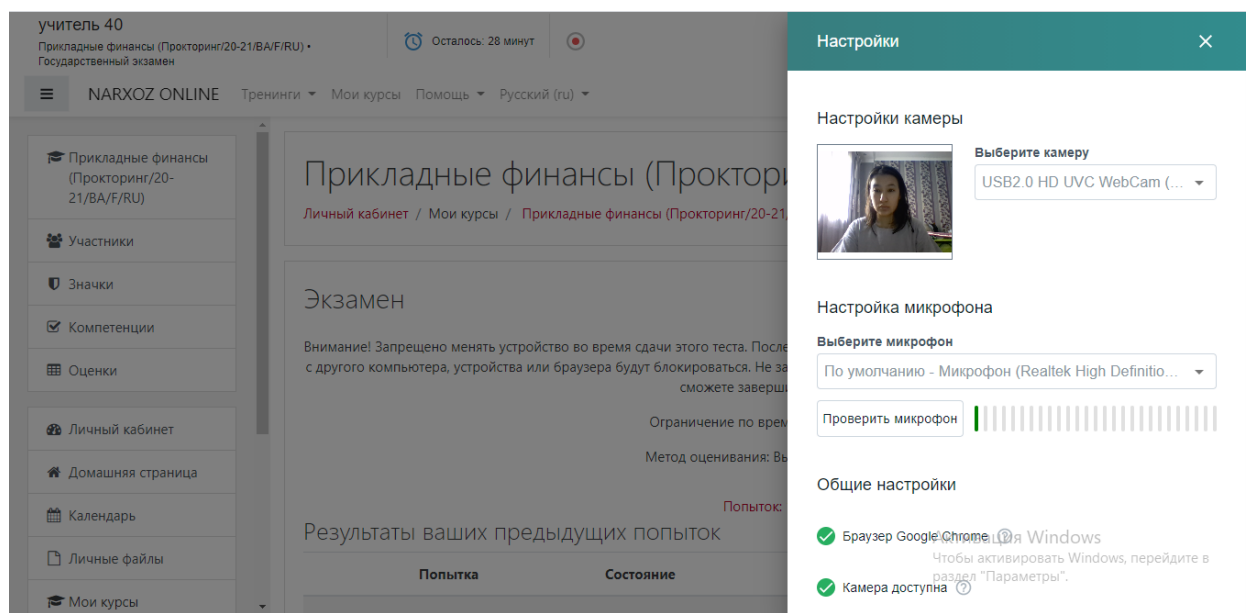 учитель 40
Прикладные финансы (Прокторинг/20-21/BA/F/RU) •
Государственный экзамен
Осталось: 28 минут
NARXOZ ONLINE Тренинги Мои курсы Помощь Русский (ru)
Прикладные финансы
(Прокторинг/20-
21/BA/F/RU)
Участники
Значки
Компетенции
Оценки
Личный кабинет
Домашняя страница
Календарь
Личные файлы
Мои курсы
Прикладные финансы (Проктори
Личный кабинет / Мои курсы / Прикладные финансы (Прокторинг/20-21/
Экзамен
Внимание! Запрещено менять устройство во время сдачи этого теста. После
с другого компьютера, устройства или браузера будут блокироваться. Не за
сможете заверш
Ограничение по врем
Метод оценивания: Вы
Попыток:
Результаты ваших предыдущих попыток
Попытка Состояние
Настройки
Настройки камеры
Выберите камеру
USB2.0 HD UVC WebCam (...
Настройка микрофона
Выберите микрофон
По умолчанию - Микрофон (Realtek High Definitio...
Проверить микрофон
Общие настройки
Браузер Google Chrome
Активация Windows
Чтобы активировать Windows, перейдите в
раздел "Параметры".
Камера доступна